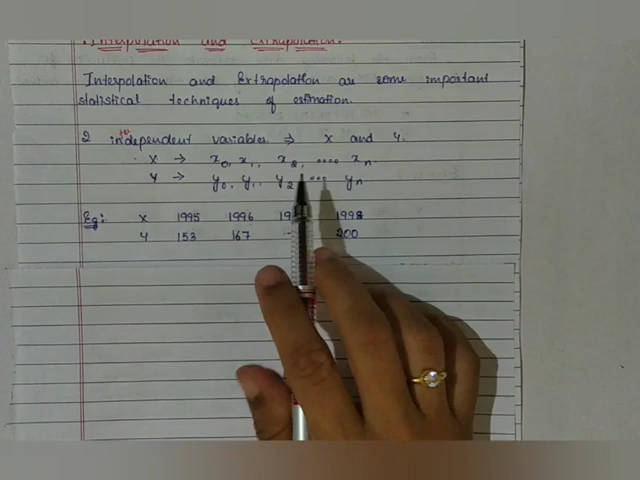 Interpolation and Extrapolation.
Interpolation and Extrapolation are some important
statistical techniques of estimation.
2 interdependent variables ⇒ X and Y.
X → x₀, x₁, x₂, .... xₙ
Y → y₀, y₁, y₂ .... yₙ
Eg: X 1995 1996 1998
Y 153 167 - 200